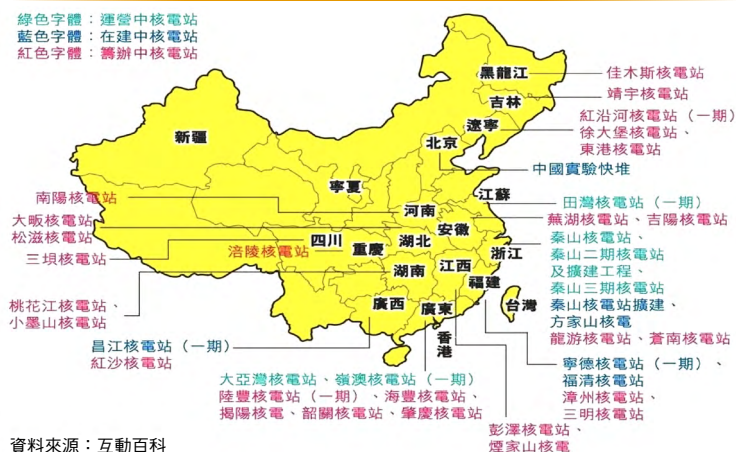 綠色字體：運營中核電站
藍色字體：在建中核電站
紅色字體：籌辦中核電站
黑龍江
佳木斯核電站
靖宇核電站
吉林
紅沿河核電站（一期）
徐大堡核電站、
東港核電站
遼寧
新疆
北京
中國實驗快堆
寧夏
江蘇
田灣核電站（一期）
南陽核電站
河南
蕪湖核電站、吉陽核電站
大畈核電站
松滋核電站
安徽
秦山核電站、
秦山二期核電站
及擴建工程、
秦山三期核電站
秦山核電站擴建、
方家山核電
龍游核電站、蒼南核電站
三壩核電站
四川
涪陵核電站
重慶
湖北
浙江
湖南
江西
福建
桃花江核電站、
小墨山核電站
廣西
廣東
台灣
香港
昌江核電站（一期）
紅沙核電站
寧德核電站（一期）、
福清核電站
漳州核電站、
三明核電站
大亞灣核電站、嶺澳核電站（一期）
陸豐核電站（一期）、海豐核電站、
揭陽核電、韶關核電站、肇慶核電站
彭澤核電站、
煙家山核電
資料來源：互動百科